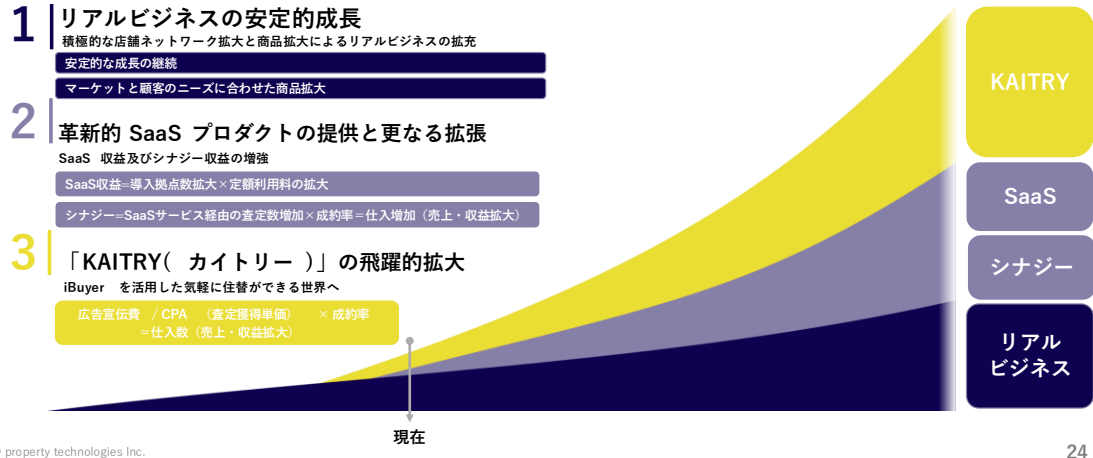 1
リアルビジネスの安定的成長
積極的な店舗ネットワーク拡大と商品拡大によるリアルビジネスの拡充
安定的な成長の継続
マーケットと顧客のニーズに合わせた商品拡大
2
革新的 SaaS プロダクトの提供と更なる拡張
SaaS 収益及びシナジー収益の増強
SaaS収益=導入拠点数拡大×定額利用料の拡大
シナジー=SaaSサービス経由の査定数増加×成約率＝仕入増加（売上・収益拡大）
3
「KAITRY( カイトリー )」の飛躍的拡大
iBuyer を活用した気軽に住替ができる世界へ
広告宣伝費 / CPA （査定獲得単価） × 成約率
＝仕入数（売上・収益拡大）
現在
KAITRY
SaaS
シナジー
リアル
ビジネス
property technologies Inc.
24